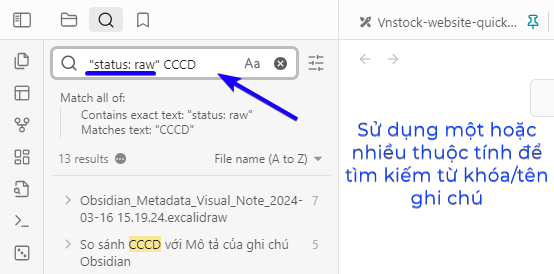 Vnstock-website-quick...
"status: raw" CCCD
Aa
Match all of:
Contains exact text: "status: raw"
Matches text: "CCCD"
13 results
File name (A to Z)
Obsidian_Metadata_Visual_Note_2024-
03-16 15.19.24.excalidraw
7
So sánh CCCD với Mô tả của ghi chú
Obsidian
5
Sử dụng một hoặc
nhiều thuộc tính để
tìm kiếm từ khóa/tên
ghi chú